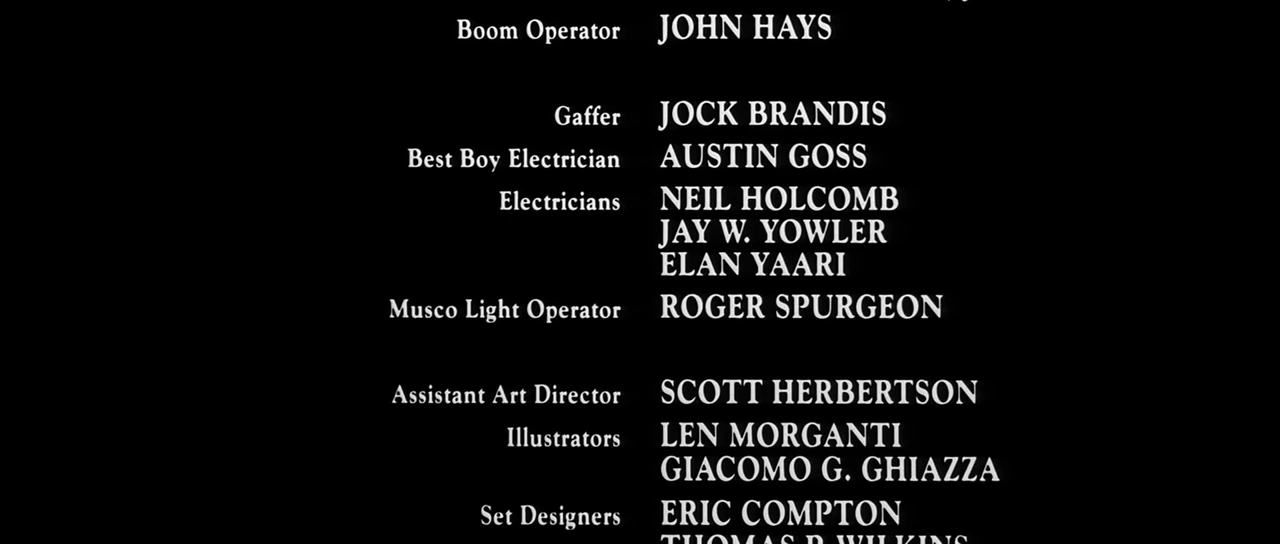 Boom Operator JOHN HAYS
Gaffer JOCK BRANDIS
Best Boy Electrician AUSTIN GOSS
Electricians NEIL HOLCOMB
JAY W. YOWLER
ELAN YAARI
Musco Light Operator ROGER SPURGEON
Assistant Art Director SCOTT HERBERTSON
Illustrators LEN MORGANTI
GIACOMO G. GHIAZZA
Set Designers ERIC COMPTON
THOMAS P. WILKINS